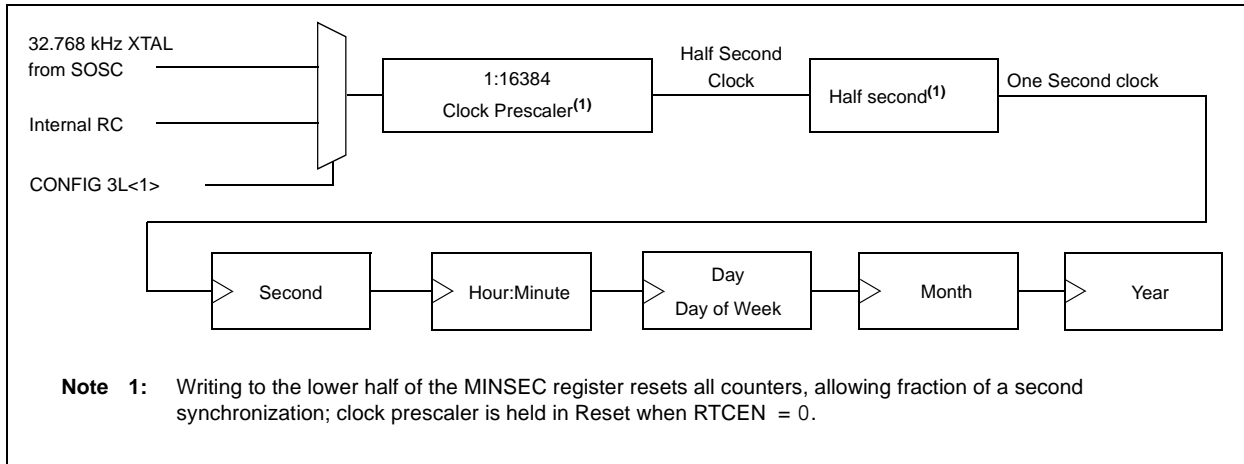 32.768 kHz XTAL
from SOSC
Internal RC
CONFIG 3L<1>
1:16384
Clock Prescaler(1)
Half Second
Clock
Half second(1)
One Second clock
Second
Hour:Minute
Day
Day of Week
Month
Year
Note 1: Writing to the lower half of the MINSEC register resets all counters, allowing fraction of a second
synchronization; clock prescaler is held in Reset when RTCEN = 0.